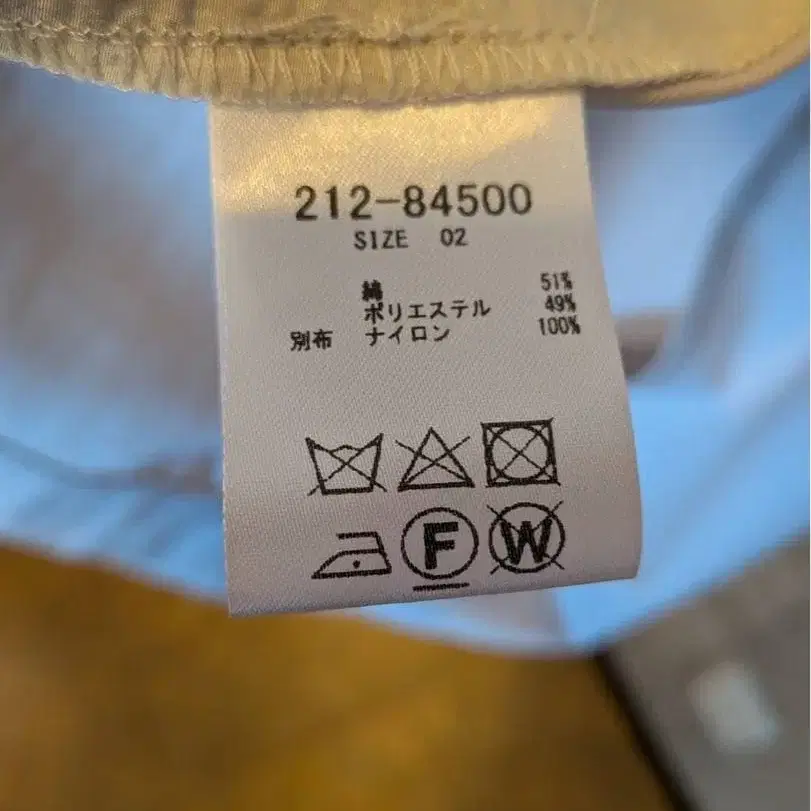 212-84500
SIZE 02
綿 51%
ポリエステル 49%
別布 ナイロン 100%
F W